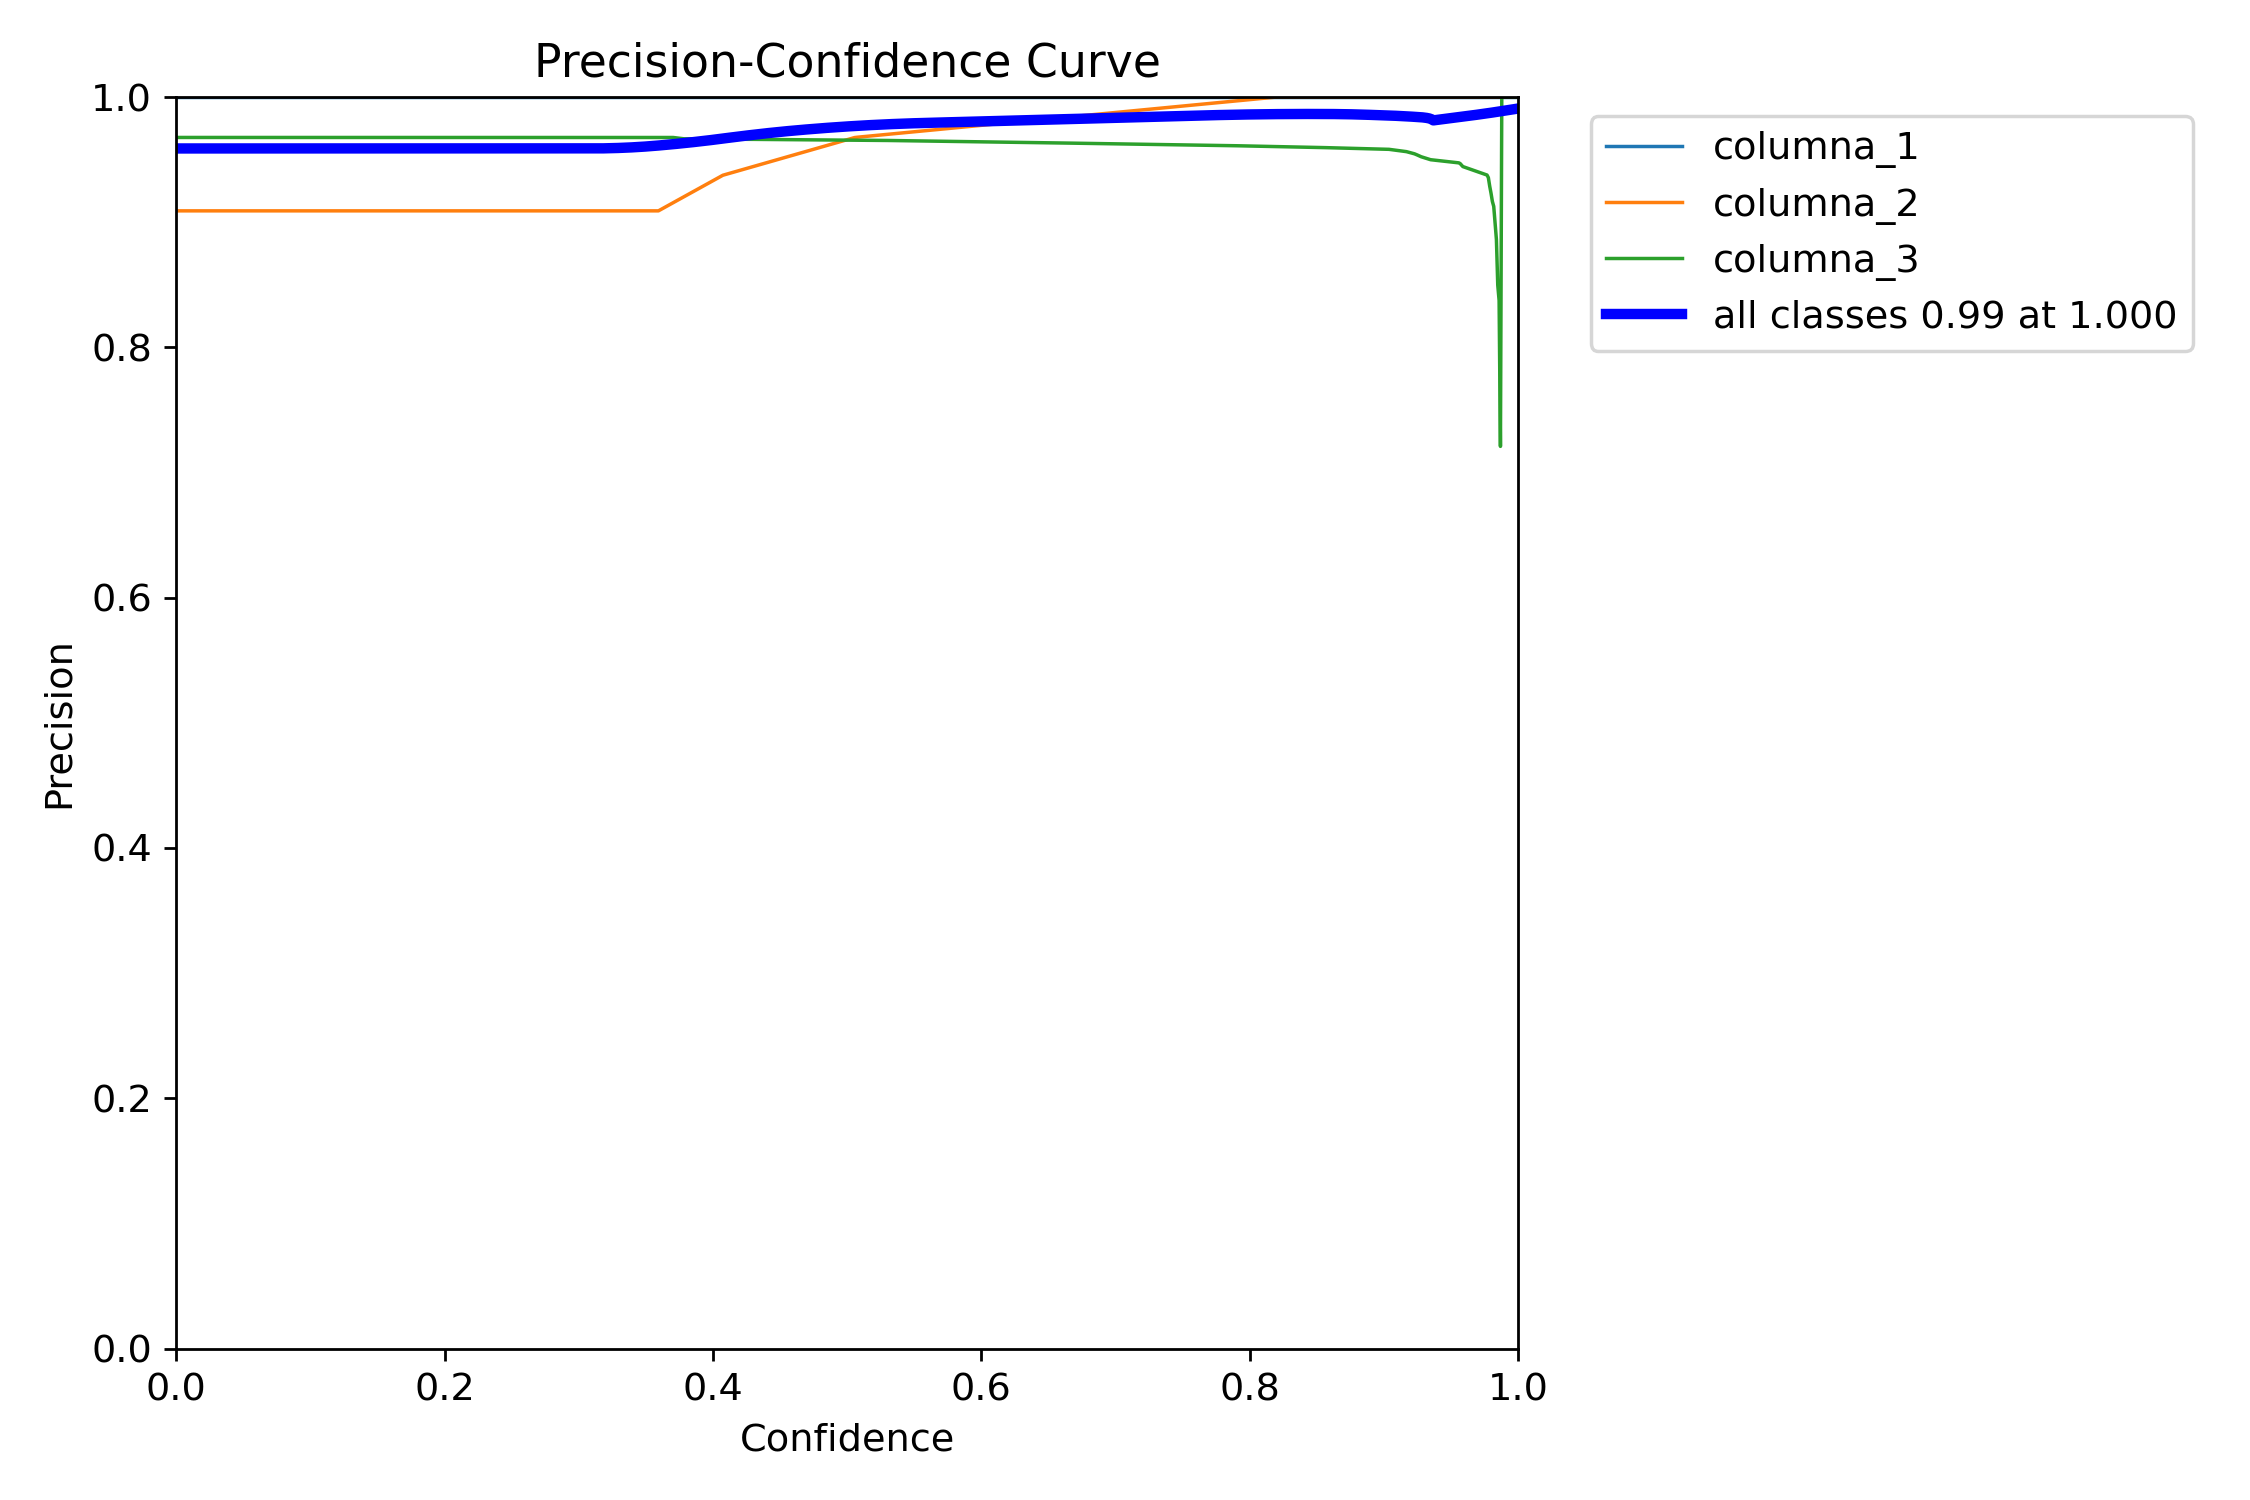 Precision-Confidence Curve
1.0
0.8
0.6
0.4
0.2
0.0
Precision
0.0 0.2 0.4 0.6 0.8 1.0
Confidence
columna_1
columna_2
columna_3
all classes 0.99 at 1.000